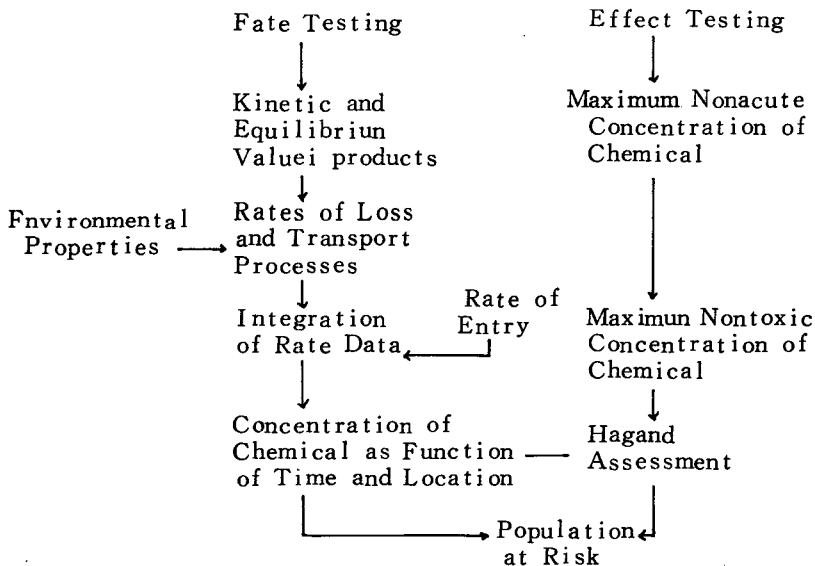 Fate Testing
Effect Testing
Kinetic and
Equilibriun
Valuei products
Maximum Nonacute
Concentration of
Chemical
Fnvironmental
Properties
Rates of Loss
and Transport
Processes
Rate of
Entry
Integration
of Rate Data
Maximun Nontoxic
Concentration of
Chemical
Concentration of
Chemical as Function
of Time and Location
Hagand
Assessment
Population
at Risk